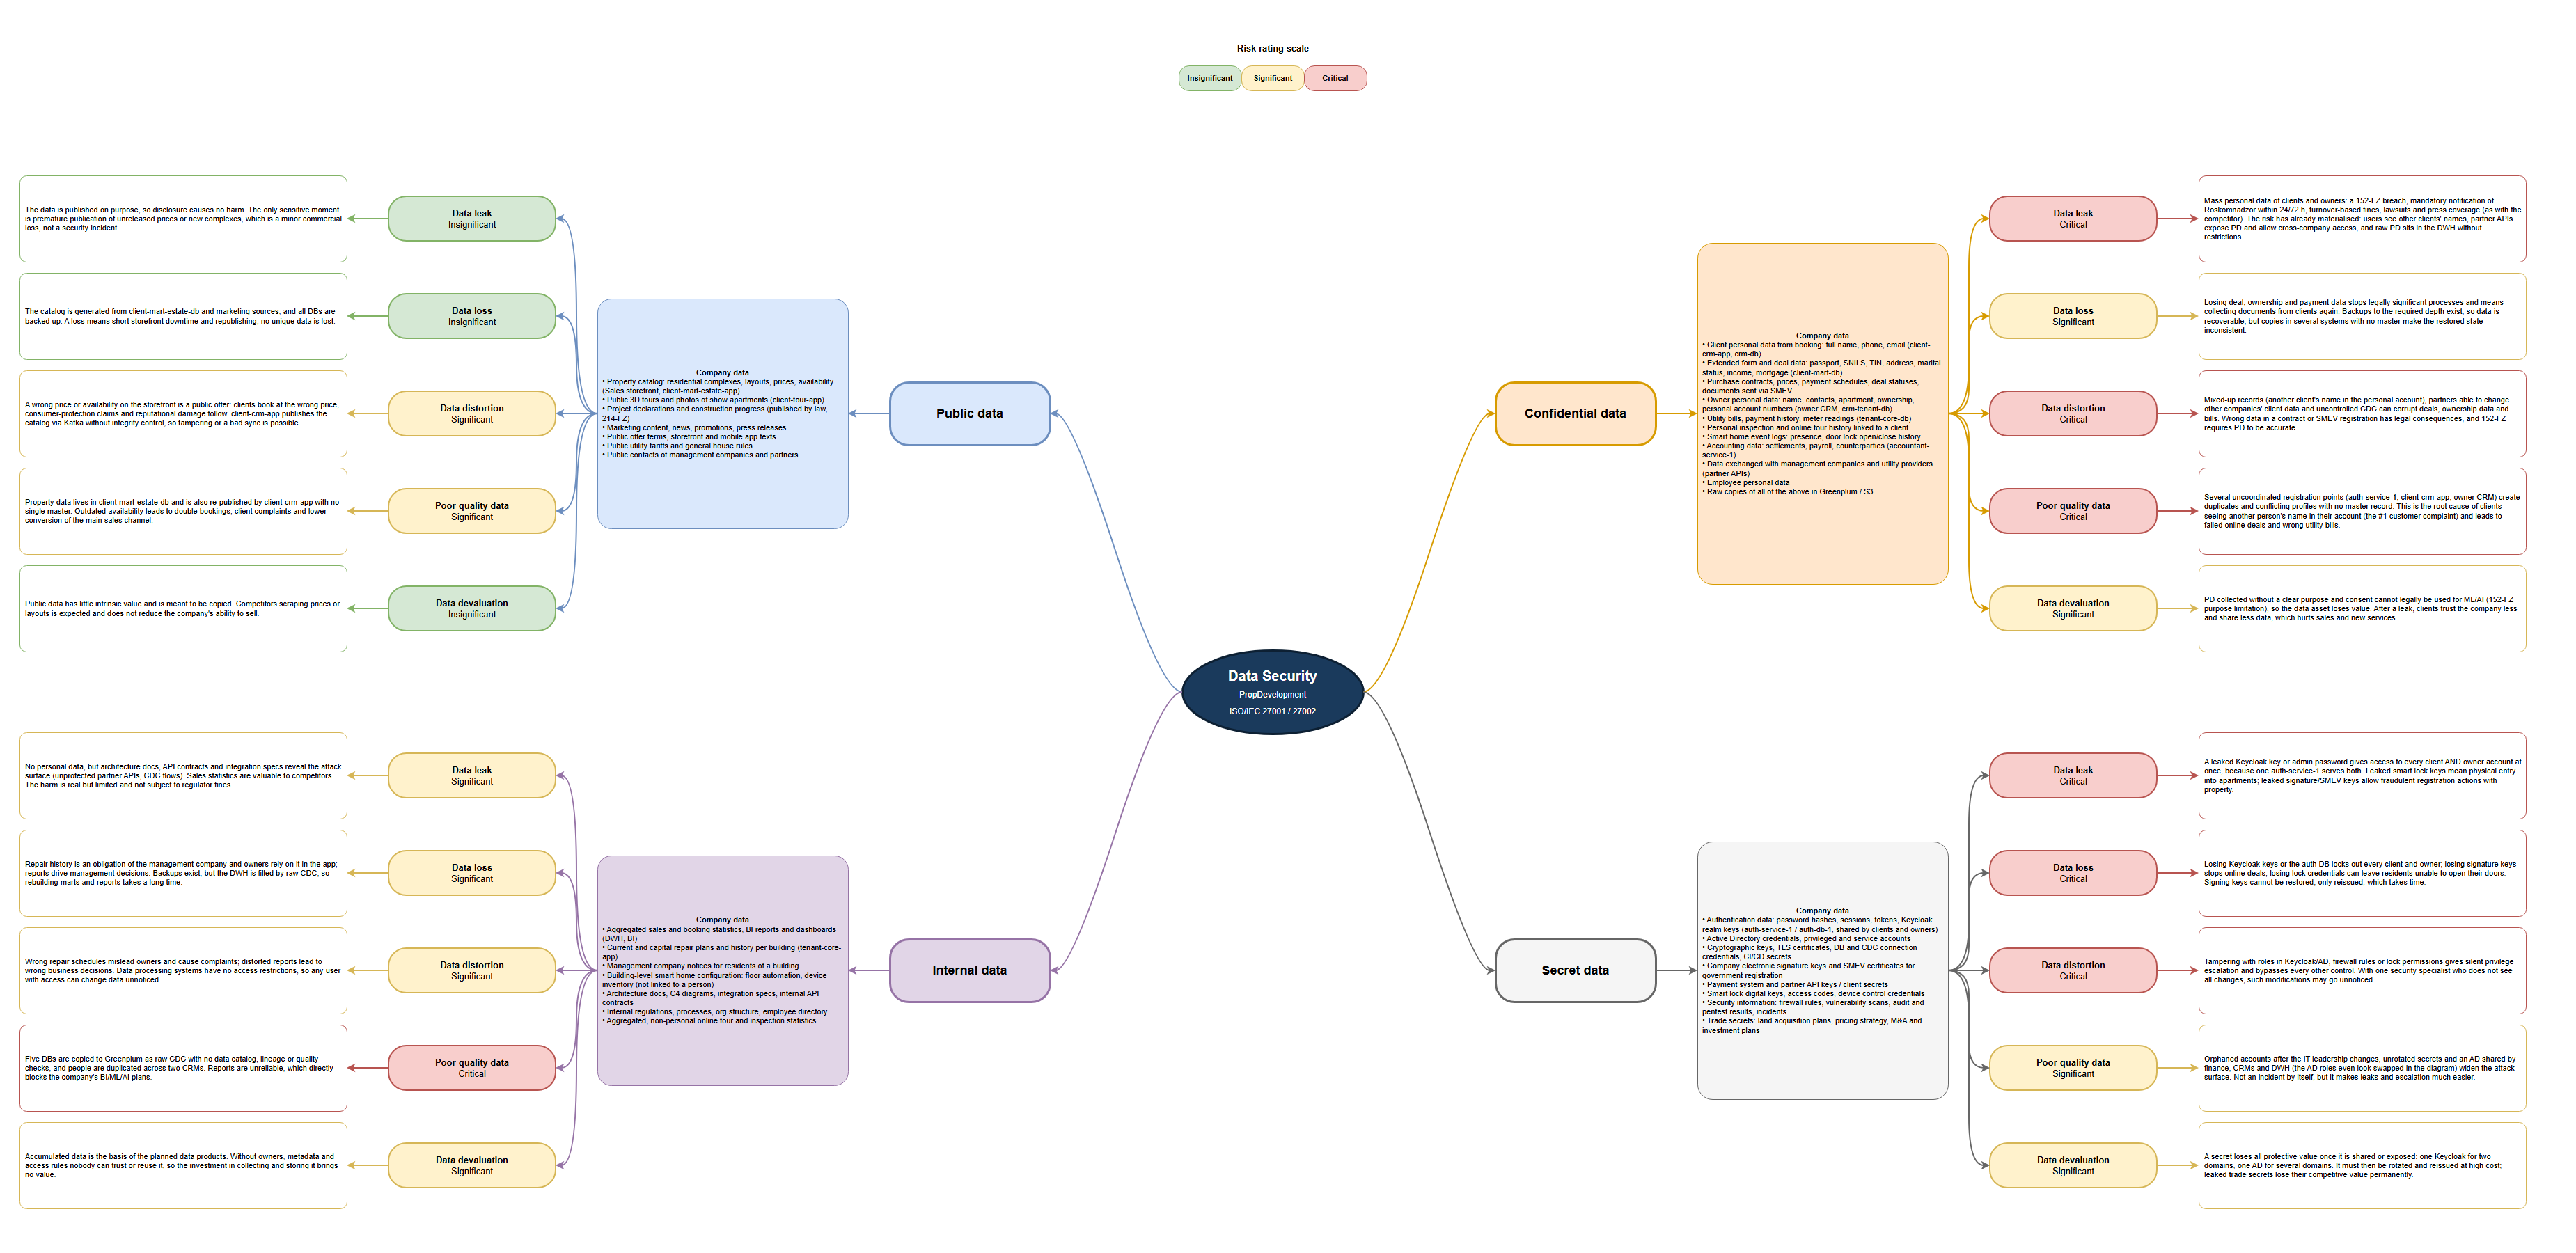 Risk rating scale
Insignificant
Significant
Critical
Data Security
PropDevelopment
ISO/IEC 27001 / 27002
Public data
Company data
• Property catalog: residential complexes, layouts, prices, availability
(Sales storefront, client-mart-estate-app)
• Public 3D tours and photos of show apartments (client-tour-app)
• Project declarations and construction progress (published by law,
214-FZ)
• Marketing content, news, promotions, press releases
• Public offer terms, storefront and mobile app texts
• Public utility tariffs and general house rules
• Public contacts of management companies and partners
Data leak
Insignificant
The data is published on purpose, so disclosure causes no harm. The only sensitive moment
is premature publication of unreleased prices or new complexes, which is a minor commercial
loss, not a security incident.
Data loss
Insignificant
The catalog is generated from client-mart-estate-db and marketing sources, and all DBs are
backed up. A loss means short storefront downtime and republishing; no unique data is lost.
Data distortion
Significant
A wrong price or availability on the storefront is a public offer: clients book at the wrong price,
consumer-protection claims and reputational damage follow. client-crm-app publishes the
catalog via Kafka without integrity control, so tampering or a bad sync is possible.
Poor-quality data
Significant
Property data lives in client-mart-estate-db and is also re-published by client-crm-app with no
single master. Outdated availability leads to double bookings, client complaints and lower
conversion of the main sales channel.
Data devaluation
Insignificant
Public data has little intrinsic value and is meant to be copied. Competitors scraping prices or
layouts is expected and does not reduce the company's ability to sell.
Confidential data
Company data
• Client personal data from booking: full name, phone, email (client-
crm-app, crm-db)
• Extended form and deal data: passport, SNILS, TIN, address, marital
status, income, mortgage (client-mart-db)
• Purchase contracts, prices, payment schedules, deal statuses,
documents sent via SMEV
• Owner personal data: name, contacts, apartment, ownership,
personal account numbers (owner CRM, crm-tenant-db)
• Utility bills, payment history, meter readings (tenant-core-db)
• Personal inspection and online tour history linked to a client
• Smart home event logs: presence, door lock open/close history
• Accounting data: settlements, payroll, counterparties (accountant-
service-1)
• Data exchanged with management companies and utility providers
(partner APIs)
• Employee personal data
• Raw copies of all of the above in Greenplum / S3
Data leak
Critical
Mass personal data of clients and owners: a 152-FZ breach, mandatory notification of
Roskomnadzor within 24/72 h, turnover-based fines, lawsuits and press coverage (as with the
competitor). The risk has already materialised: users see other clients' names, partner APIs
expose PD and allow cross-company access, and raw PD sits in the DWH without
restrictions.
Data loss
Significant
Losing deal, ownership and payment data stops legally significant processes and means
collecting documents from clients again. Backups to the required depth exist, so data is
recoverable, but copies in several systems with no master make the restored state
inconsistent.
Data distortion
Critical
Mixed-up records (another client's name in the personal account), partners able to change
other companies' client data and uncontrolled CDC can corrupt deals, ownership data and
bills. Wrong data in a contract or SMEV registration has legal consequences, and 152-FZ
requires PD to be accurate.
Poor-quality data
Critical
Several uncoordinated registration points (auth-service-1, client-crm-app, owner CRM) create
duplicates and conflicting profiles with no master record. This is the root cause of clients
seeing another person's name in their account (the #1 customer complaint) and leads to
failed online deals and wrong utility bills.
Data devaluation
Significant
PD collected without a clear purpose and consent cannot legally be used for ML/AI (152-FZ
purpose limitation), so the data asset loses value. After a leak, clients trust the company less
and share less data, which hurts sales and new services.
Internal data
Company data
• Aggregated sales and booking statistics, BI reports and dashboards
(DWH, BI)
• Current and capital repair plans and history per building (tenant-core-
app)
• Management company notices for residents of a building
• Building-level smart home configuration: floor automation, device
inventory (not linked to a person)
• Architecture docs, C4 diagrams, integration specs, internal API
contracts
• Internal regulations, processes, org structure, employee directory
• Aggregated, non-personal online tour and inspection statistics
Data leak
Significant
No personal data, but architecture docs, API contracts and integration specs reveal the attack
surface (unprotected partner APIs, CDC flows). Sales statistics are valuable to competitors.
The harm is real but limited and not subject to regulator fines.
Data loss
Significant
Repair history is an obligation of the management company and owners rely on it in the app;
reports drive management decisions. Backups exist, but the DWH is filled by raw CDC, so
rebuilding marts and reports takes a long time.
Data distortion
Significant
Wrong repair schedules mislead owners and cause complaints; distorted reports lead to
wrong business decisions. Data processing systems have no access restrictions, so any user
with access can change data unnoticed.
Poor-quality data
Critical
Five DBs are copied to Greenplum as raw CDC with no data catalog, lineage or quality
checks, and people are duplicated across two CRMs. Reports are unreliable, which directly
blocks the company's BI/ML/AI plans.
Data devaluation
Significant
Accumulated data is the basis of the planned data products. Without owners, metadata and
access rules nobody can trust or reuse it, so the investment in collecting and storing it brings
no value.
Secret data
Company data
• Authentication data: password hashes, sessions, tokens, Keycloak
realm keys (auth-service-1 / auth-db-1, shared by clients and owners)
• Active Directory credentials, privileged and service accounts
• Cryptographic keys, TLS certificates, DB and CDC connection
credentials, CI/CD secrets
• Company electronic signature keys and SMEV certificates for
government registration
• Payment system and partner API keys / client secrets
• Smart lock digital keys, access codes, device control credentials
• Security information: firewall rules, vulnerability scans, audit and
pentest results, incidents
• Trade secrets: land acquisition plans, pricing strategy, M&A and
investment plans
Data leak
Critical
A leaked Keycloak key or admin password gives access to every client AND owner account at
once, because one auth-service-1 serves both. Leaked smart lock keys mean physical entry
into apartments; leaked signature/SMEV keys allow fraudulent registration actions with
property.
Data loss
Critical
Losing Keycloak keys or the auth DB locks out every client and owner; losing signature keys
stops online deals; losing lock credentials can leave residents unable to open their doors.
Signing keys cannot be restored, only reissued, which takes time.
Data distortion
Critical
Tampering with roles in Keycloak/AD, firewall rules or lock permissions gives silent privilege
escalation and bypasses every other control. With one security specialist who does not see
all changes, such modifications may go unnoticed.
Poor-quality data
Significant
Orphaned accounts after the IT leadership changes, unrotated secrets and an AD shared by
finance, CRMs and DWH (the AD roles even look swapped in the diagram) widen the attack
surface. Not an incident by itself, but it makes leaks and escalation much easier.
Data devaluation
Significant
A secret loses all protective value once it is shared or exposed: one Keycloak for two
domains, one AD for several domains. It must then be rotated and reissued at high cost;
leaked trade secrets lose their competitive value permanently.